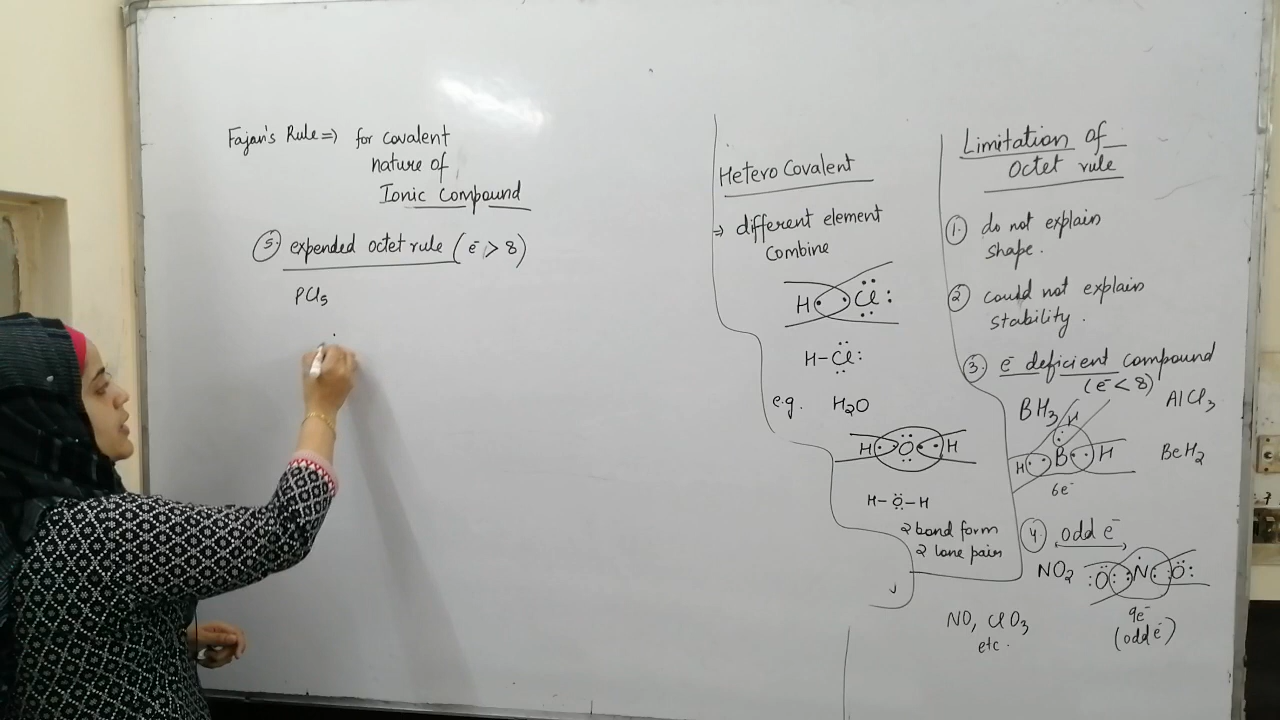 Fajan's Rule => for covalent
nature of
Ionic Compound
5. expended octet rule (e⁻ > 8)
PCl₅
Hetero Covalent
⇒ different element
combine
H Cl
H–Cl
e.g. H₂O
H O H
H–O–H
2 bond form
2 lone pairs
Limitation of
Octet rule
1. do not explain
shape.
2 could not explain
stability.
3. e⁻ deficient compound
(e⁻ < 8)
BH₃ AlCl₃
H
H B H BeH₂
6e⁻
4. odd e⁻
NO₂ O N O
9e⁻
(odd e⁻)
NO, ClO₃
etc.